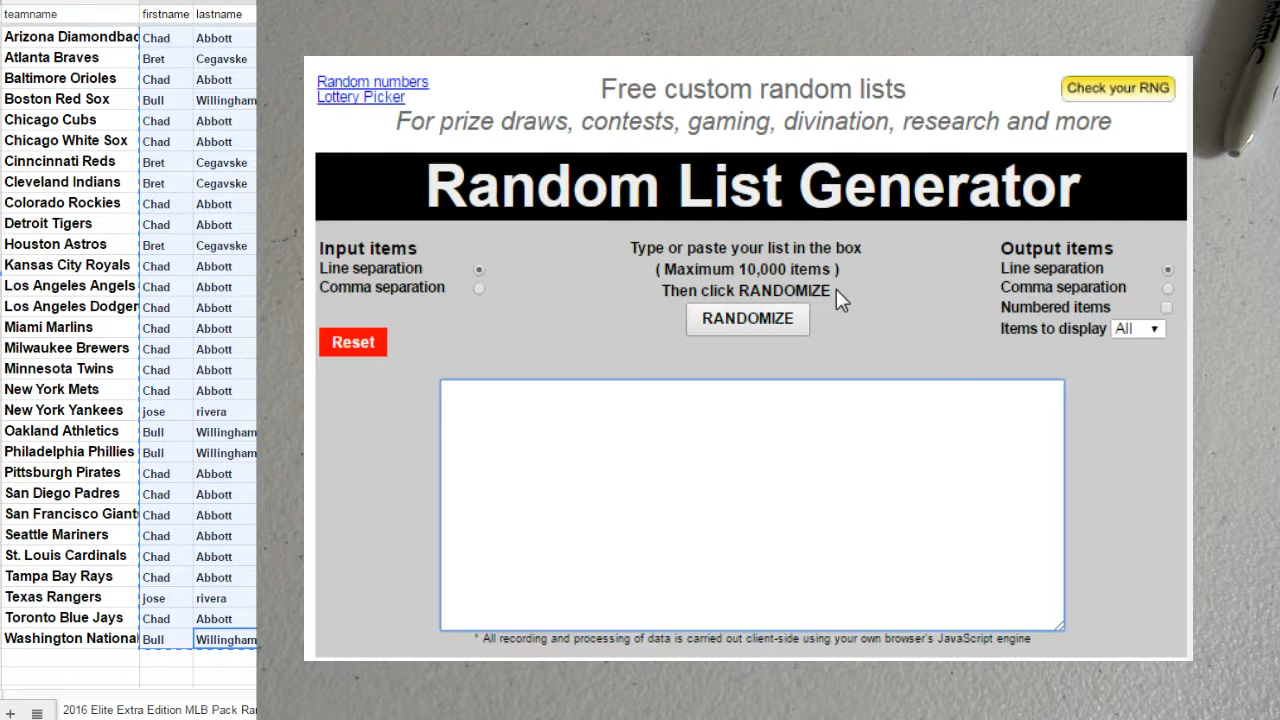 teamname firstname lastname
Arizona Diamondbac Chad Abbott
Atlanta Braves Bret Cegavske
Baltimore Orioles Chad Abbott
Boston Red Sox Bull Willingham
Chicago Cubs Chad Abbott
Chicago White Sox Chad Abbott
Cinncinnati Reds Bret Cegavske
Cleveland Indians Bret Cegavske
Colorado Rockies Chad Abbott
Detroit Tigers Chad Abbott
Houston Astros Bret Cegavske
Kansas City Royals Chad Abbott
Los Angeles Angels Chad Abbott
Los Angeles Dodger Chad Abbott
Miami Marlins Chad Abbott
Milwaukee Brewers Chad Abbott
Minnesota Twins Chad Abbott
New York Mets Chad Abbott
New York Yankees jose rivera
Oakland Athletics Bull Willingham
Philadelphia Phillies Bull Willingham
Pittsburgh Pirates Chad Abbott
San Diego Padres Chad Abbott
San Francisco Giants Chad Abbott
Seattle Mariners Chad Abbott
St. Louis Cardinals Chad Abbott
Tampa Bay Rays Chad Abbott
Texas Rangers jose rivera
Toronto Blue Jays Chad Abbott
Washington National Bull Willingham
2016 Elite Extra Edition MLB Pack Ran
Random numbers
Lottery Picker
Free custom random lists
For prize draws, contests, gaming, divination, research and more
Check your RNG
Random List Generator
Input items
Line separation
Comma separation
Reset
Type or paste your list in the box
( Maximum 10,000 items )
Then click RANDOMIZE
RANDOMIZE
Output items
Line separation
Comma separation
Numbered items
Items to display All
* All recording and processing of data is carried out client-side using your own browser's JavaScript engine